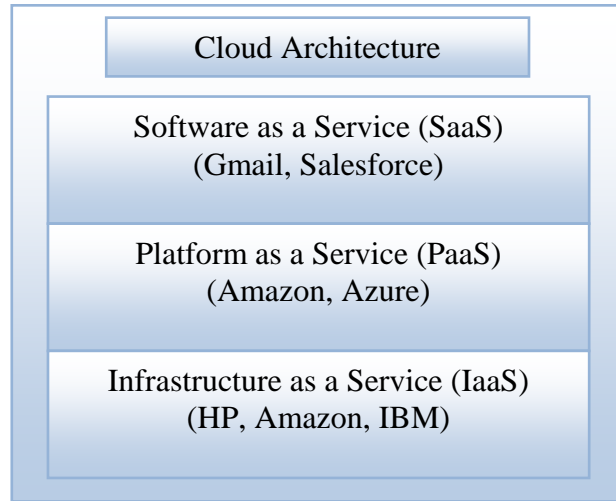 Cloud Architecture
Software as a Service (SaaS)
(Gmail, Salesforce)
Platform as a Service (PaaS)
(Amazon, Azure)
Infrastructure as a Service (IaaS)
(HP, Amazon, IBM)